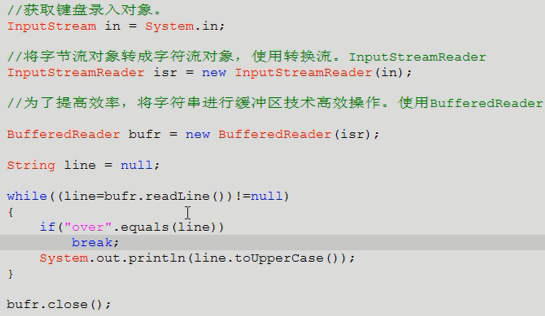 //获取键盘录入对象。
InputStream in = System.in;
//将字节流对象转成字符流对象，使用转换流。InputStreamReader
InputStreamReader isr = new InputStreamReader(in);
//为了提高效率，将字符串进行缓冲区技术高效操作。使用BufferedReader
BufferedReader bufr = new BufferedReader(isr);
String line = null;
while((line=bufr.readLine())!=null)
{
    if("over".equals(line))
        break;
    System.out.println(line.toUpperCase());
}
bufr.close();